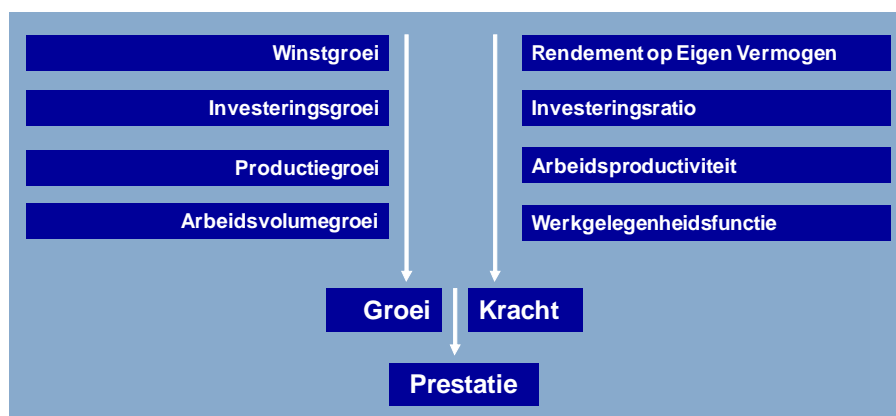 Winstgroei
Rendement op Eigen Vermogen
Investeringsgroei
Investeringsratio
Productiegroei
Arbeidsproductiviteit
Arbeidsvolumegroei
Werkgelegenheidsfunctie
Groei
Kracht
Prestatie